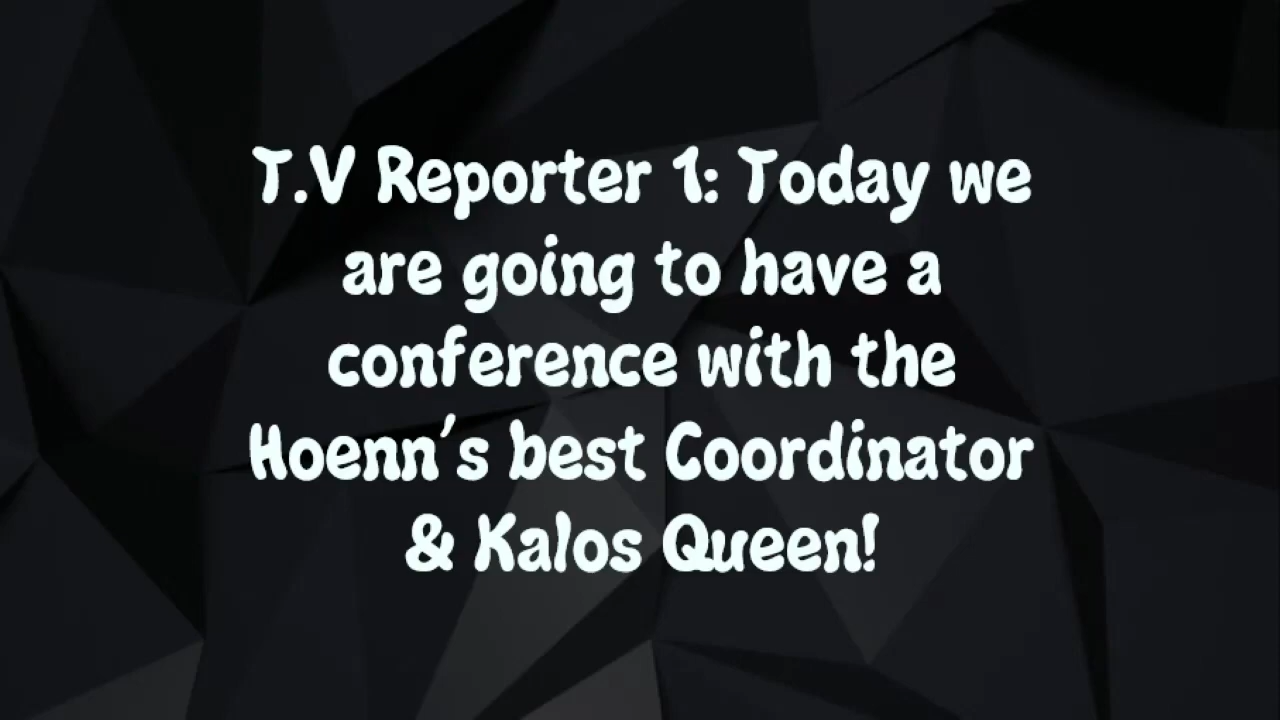 T.V Reporter 1: Today we
are going to have a
conference with the
Hoenn's best Coordinator
& Kalos Queen!